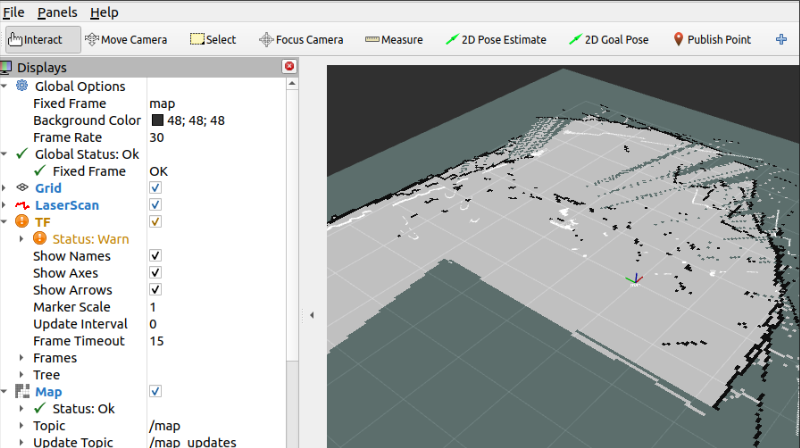 File Panels Help
Interact Move Camera Select Focus Camera Measure 2D Pose Estimate 2D Goal Pose Publish Point
Displays
Global Options
Fixed Frame map
Background Color 48; 48; 48
Frame Rate 30
Global Status: Ok
Fixed Frame OK
Grid
LaserScan
TF
Status: Warn
Show Names
Show Axes
Show Arrows
Marker Scale 1
Update Interval 0
Frame Timeout 15
Frames
Tree
Map
Status: Ok
Topic /map
Update Topic /map_updates